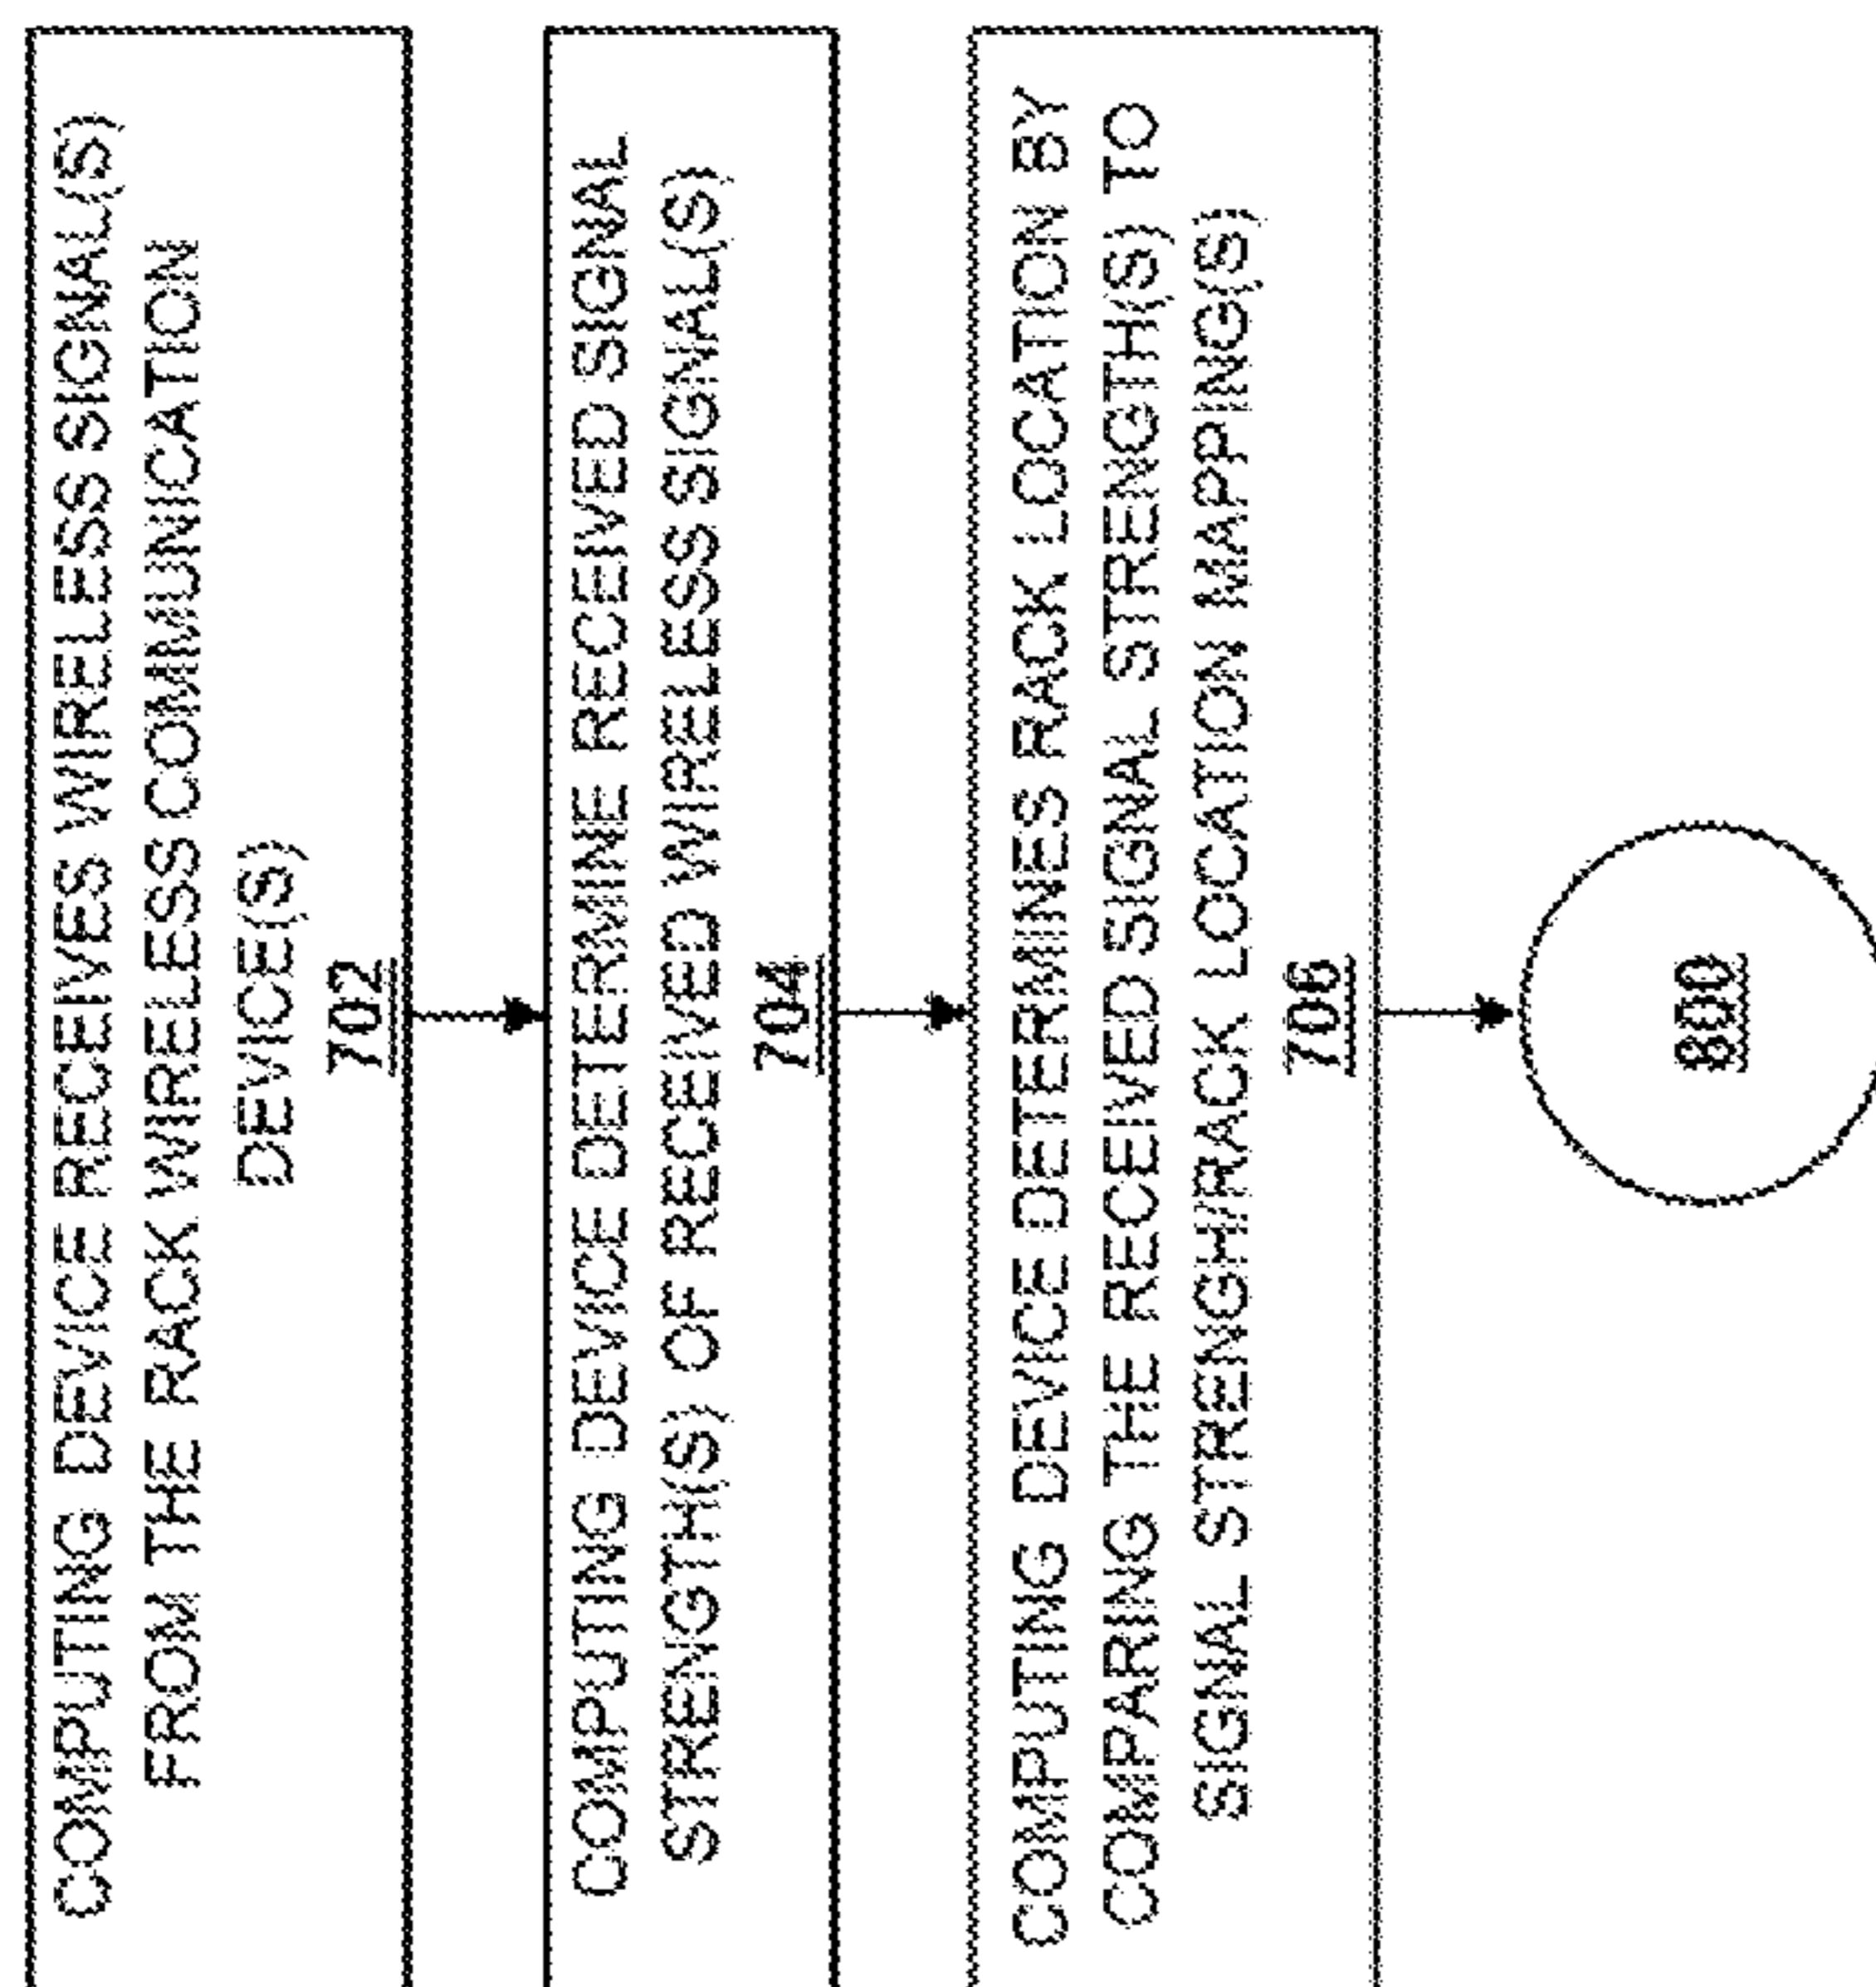 COMPUTING DEVICE RECEIVES WIRELESS SIGNAL(S)
FROM THE RACK WIRELESS COMMUNICATION
DEVICE(S)
702
COMPUTING DEVICE DETERMINE RECEIVED SIGNAL
STRENGTH(S) OF RECEIVED WIRELESS SIGNAL(S)
704
COMPUTING DEVICE DETERMINES RACK LOCATION BY
COMPARING THE RECEIVED SIGNAL STRENGTH(S) TO
SIGNAL STRENGH/RACK LOCATION MAPPING(S)
706
800